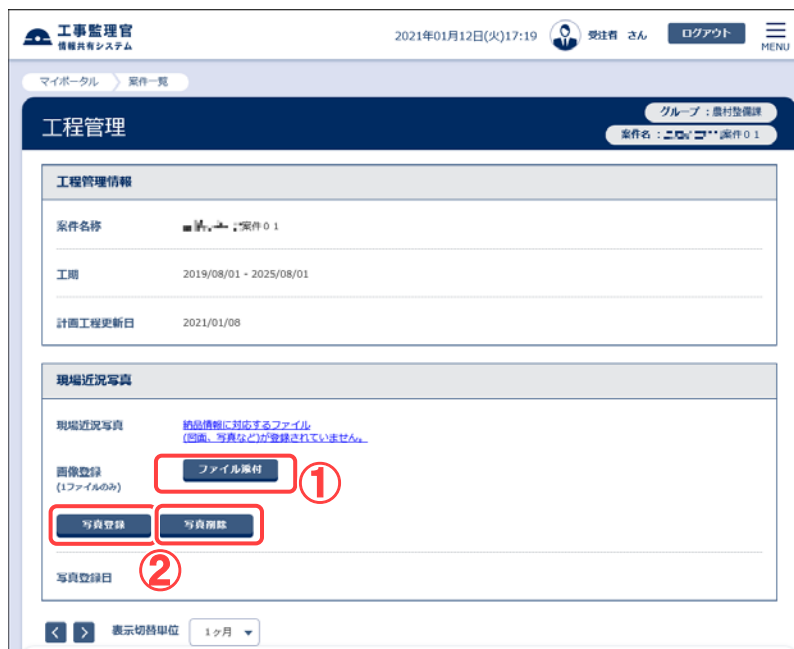 工事監理官
情報共有システム
2021年01月12日(火)17:19
受注者 さん
ログアウト
MENU
マイポータル
案件一覧
工程管理
グループ：農村整備課
案件名：案件０１
工程管理情報
案件名称
案件０１
工期
2019/08/01 - 2025/08/01
計画工程更新日
2021/01/08
現場近況写真
現場近況写真
納品情報に対応するファイル
(図面、写真など)が登録されていません。
画像登録
(1ファイルのみ)
ファイル添付
①
写真登録
写真削除
②
写真登録日
表示切替単位
1ヶ月